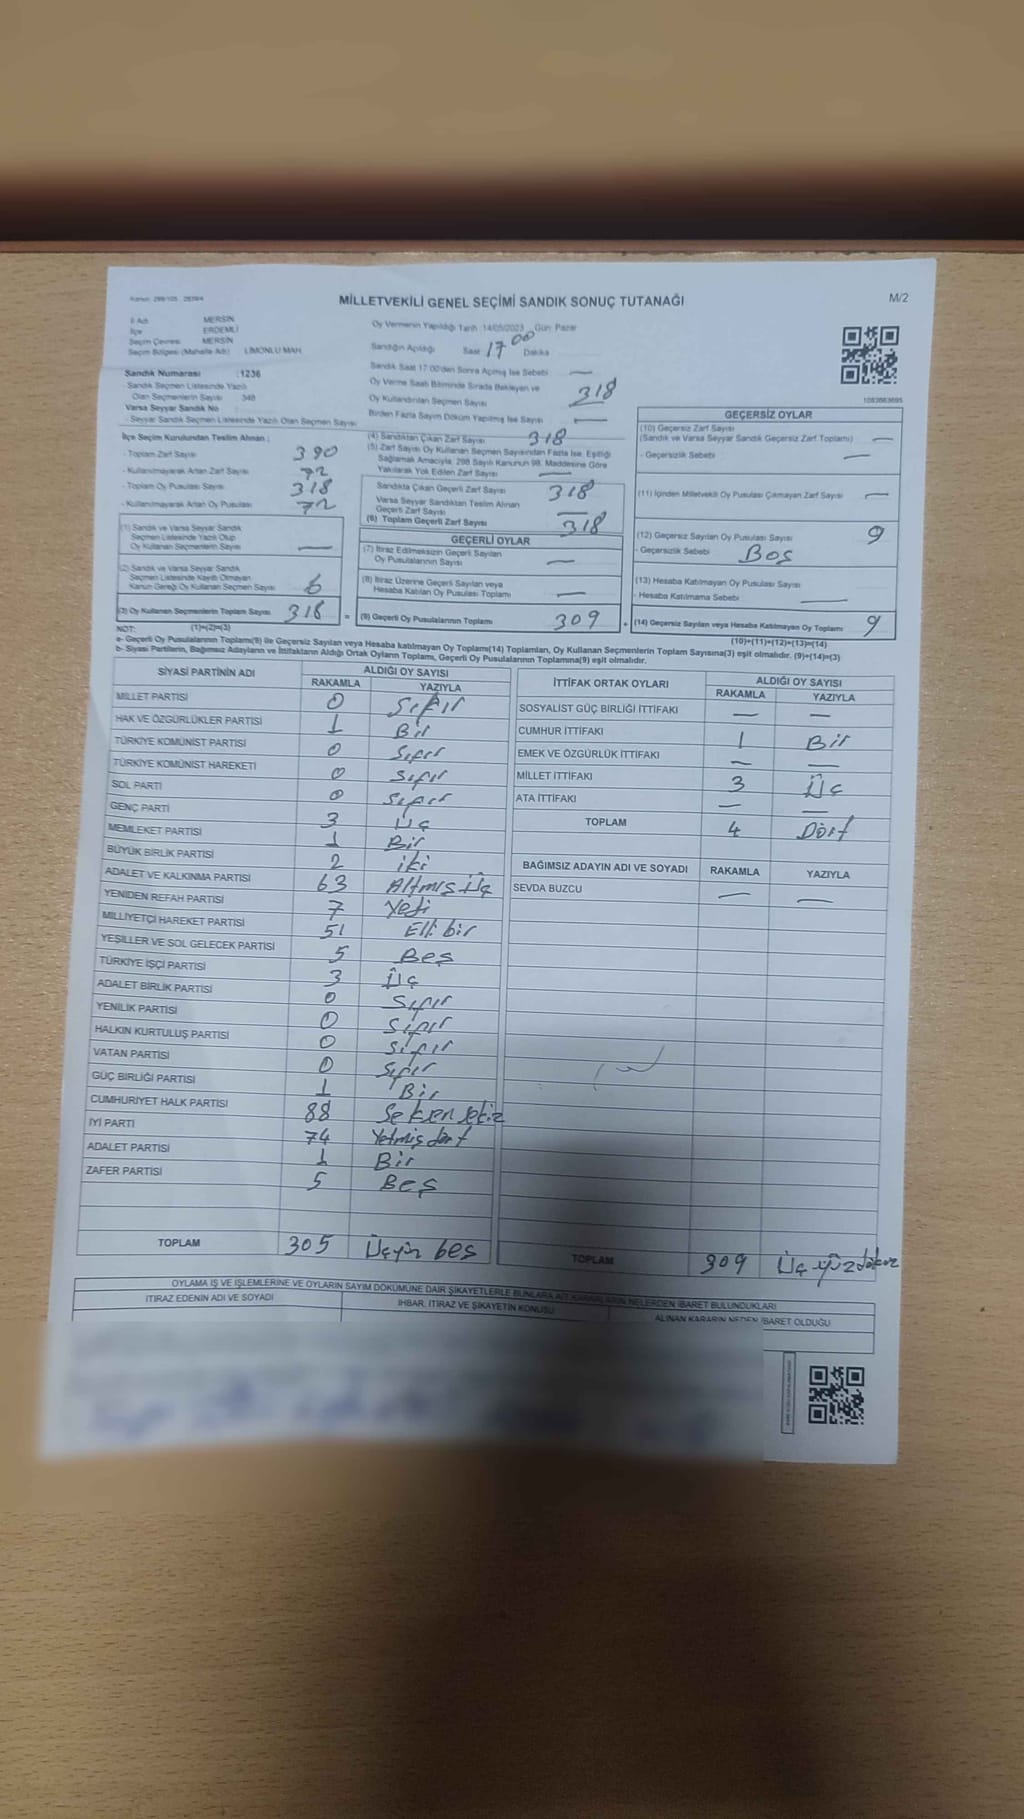 MİLLETVEKİLİ GENEL SEÇİMİ SANDIK SONUÇ TUTANAĞI
M/2
İl Adı MERSİN
İlçe ERDEMLİ
Seçim Çevresi MERSİN
Seçim Bölgesi (Mahalle Adı) LİMONLU MAH
Sandık Numarası :1236
Sandık Seçmen Listesinde Yazılı
Olan Seçmenlerin Sayısı 348
Varsa Seyyar Sandık No
Seyyar Sandık Seçmen Listesinde Yazılı Olan Seçmen Sayısı
Oy Vermenin Yapıldığı Tarih :14/05/2023 Gün: Pazar
Sandığın Açıldığı Saat 17 00 Dakika
Sandık Saat 17:00'den Sonra Açılmış İse Sebebi —
Oy Verme Saati Bitiminde Sırada Bekleyen ve
Oy Kullandırılan Seçmen Sayısı 318
Birden Fazla Sayım Döküm Yapılmış İse Sayısı —
1083663695
İlçe Seçim Kurulundan Teslim Alınan :
- Toplam Zarf Sayısı 390
- Kullanılmayarak Artan Zarf Sayısı 72
- Toplam Oy Pusulası Sayısı 318
- Kullanılmayarak Artan Oy Pusulası 72
(1) Sandık ve Varsa Seyyar Sandık
Seçmen Listesinde Yazılı Olup
Oy Kullanan Seçmenlerin Sayısı —
(2) Sandık ve Varsa Seyyar Sandık
Seçmen Listesinde Kayıtlı Olmayan
Kanun Gereği Oy Kullanan Seçmen Sayısı 6
(3) Oy Kullanan Seçmenlerin Toplam Sayısı 318 =
(4) Sandıktan Çıkan Zarf Sayısı 318
(5) Zarf Sayısı Oy Kullanan Seçmen Sayısından Fazla İse, Eşitliği
Sağlamak Amacıyla, 298 Sayılı Kanunun 98. Maddesine Göre
Yakılarak Yok Edilen Zarf Sayısı —
Sandıkta Çıkan Geçerli Zarf Sayısı 318
Varsa Seyyar Sandıktan Teslim Alınan
Geçerli Zarf Sayısı —
(6) Toplam Geçerli Zarf Sayısı 318
GEÇERLİ OYLAR
(7) İtiraz Edilmeksizin Geçerli Sayılan
Oy Pusulalarının Sayısı —
(8) İtiraz Üzerine Geçerli Sayılan veya
Hesaba Katılan Oy Pusulası Toplamı —
(9) Geçerli Oy Pusulalarının Toplamı 309 +
GEÇERSİZ OYLAR
(10) Geçersiz Zarf Sayısı
(Sandık ve Varsa Seyyar Sandık Geçersiz Zarf Toplamı) —
- Geçersizlik Sebebi —
(11) İçinden Milletvekili Oy Pusulası Çıkmayan Zarf Sayısı —
(12) Geçersiz Sayılan Oy Pusulası Sayısı 9
- Geçersizlik Sebebi Boş
(13) Hesaba Katılmayan Oy Pusulası Sayısı
- Hesaba Katılmama Sebebi —
(14) Geçersiz Sayılan veya Hesaba Katılmayan Oy Toplamı 9
NOT: (1)+(2)=(3) (10)+(11)+(12)+(13)=(14)
a- Geçerli Oy Pusulalarının Toplamı(9) ile Geçersiz Sayılan veya Hesaba katılmayan Oy Toplamı(14) Toplamları, Oy Kullanan Seçmenlerin Toplam Sayısına(3) eşit olmalıdır. (9)+(14)=(3)
b- Siyasi Partilerin, Bağımsız Adayların ve İttifakların Aldığı Ortak Oyların Toplamı, Geçerli Oy Pusulalarının Toplamına(9) eşit olmalıdır.
SİYASİ PARTİNİN ADI ALDIĞI OY SAYISI
RAKAMLA YAZIYLA
MİLLET PARTİSİ 0 Sıfır
HAK VE ÖZGÜRLÜKLER PARTİSİ 1 Bir
TÜRKİYE KOMÜNİST PARTİSİ 0 Sıfır
TÜRKİYE KOMÜNİST HAREKETİ 0 Sıfır
SOL PARTİ 0 Sıfır
GENÇ PARTİ 3 Üç
MEMLEKET PARTİSİ 1 Bir
BÜYÜK BİRLİK PARTİSİ 2 iki
ADALET VE KALKINMA PARTİSİ 63 Altmış Üç
YENİDEN REFAH PARTİSİ 7 Yedi
MİLLİYETÇİ HAREKET PARTİSİ 51 Elli bir
YEŞİLLER VE SOL GELECEK PARTİSİ 5 Beş
TÜRKİYE İŞÇİ PARTİSİ 3 Üç
ADALET BİRLİK PARTİSİ 0 Sıfır
YENİLİK PARTİSİ 0 Sıfır
HALKIN KURTULUŞ PARTİSİ 0 Sıfır
VATAN PARTİSİ 0 Sıfır
GÜÇ BİRLİĞİ PARTİSİ 1 Bir
CUMHURİYET HALK PARTİSİ 88 Seksen sekiz
İYİ PARTİ 74 Yetmiş dört
ADALET PARTİSİ 1 Bir
ZAFER PARTİSİ 5 Beş
TOPLAM 305 Üçyüz beş
İTTİFAK ORTAK OYLARI ALDIĞI OY SAYISI
RAKAMLA YAZIYLA
SOSYALİST GÜÇ BİRLİĞİ İTTİFAKI — —
CUMHUR İTTİFAKI 1 Bir
EMEK VE ÖZGÜRLÜK İTTİFAKI — —
MİLLET İTTİFAKI 3 Üç
ATA İTTİFAKI — —
TOPLAM 4 Dört
BAĞIMSIZ ADAYIN ADI VE SOYADI RAKAMLA YAZIYLA
SEVDA BUZCU — —
TOPLAM 309 Üç yüz dokuz
OYLAMA İŞ VE İŞLEMLERİNE VE OYLARIN SAYIM DÖKÜMÜNE DAİR ŞİKAYETLERLE BUNLARA AİT KARARLARIN NELERDEN İBARET BULUNDUKLARI
İTİRAZ EDENİN ADI VE SOYADI İHBAR, İTİRAZ VE ŞİKAYETİN KONUSU ALINAN KARARIN NEDEN İBARET OLDUĞU